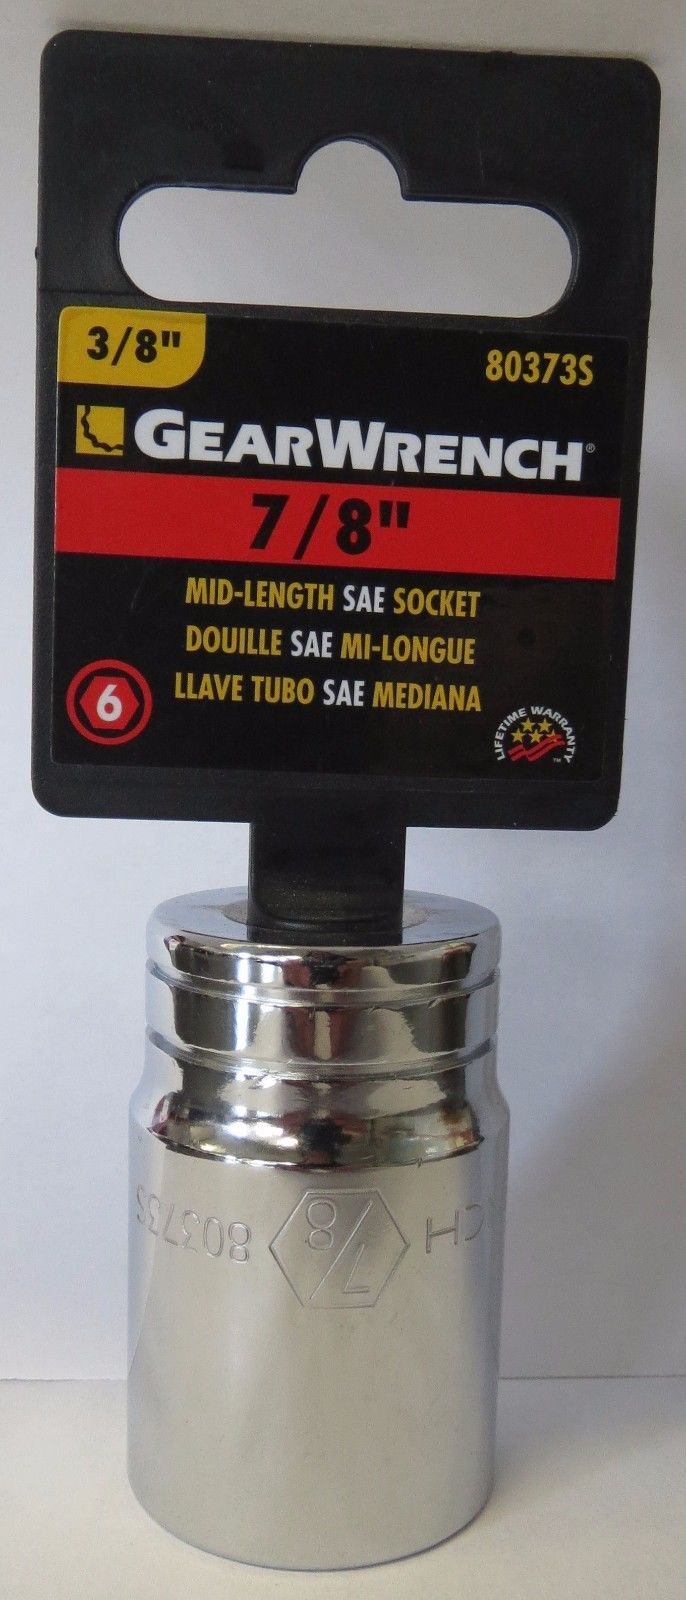 3/8"
80373S
GEARWRENCH®
7/8"
MID-LENGTH SAE SOCKET
DOUILLE SAE MI-LONGUE
LLAVE TUBO SAE MEDIANA
6
LIFETIME WARRANTY™
80373S 7/8 CH